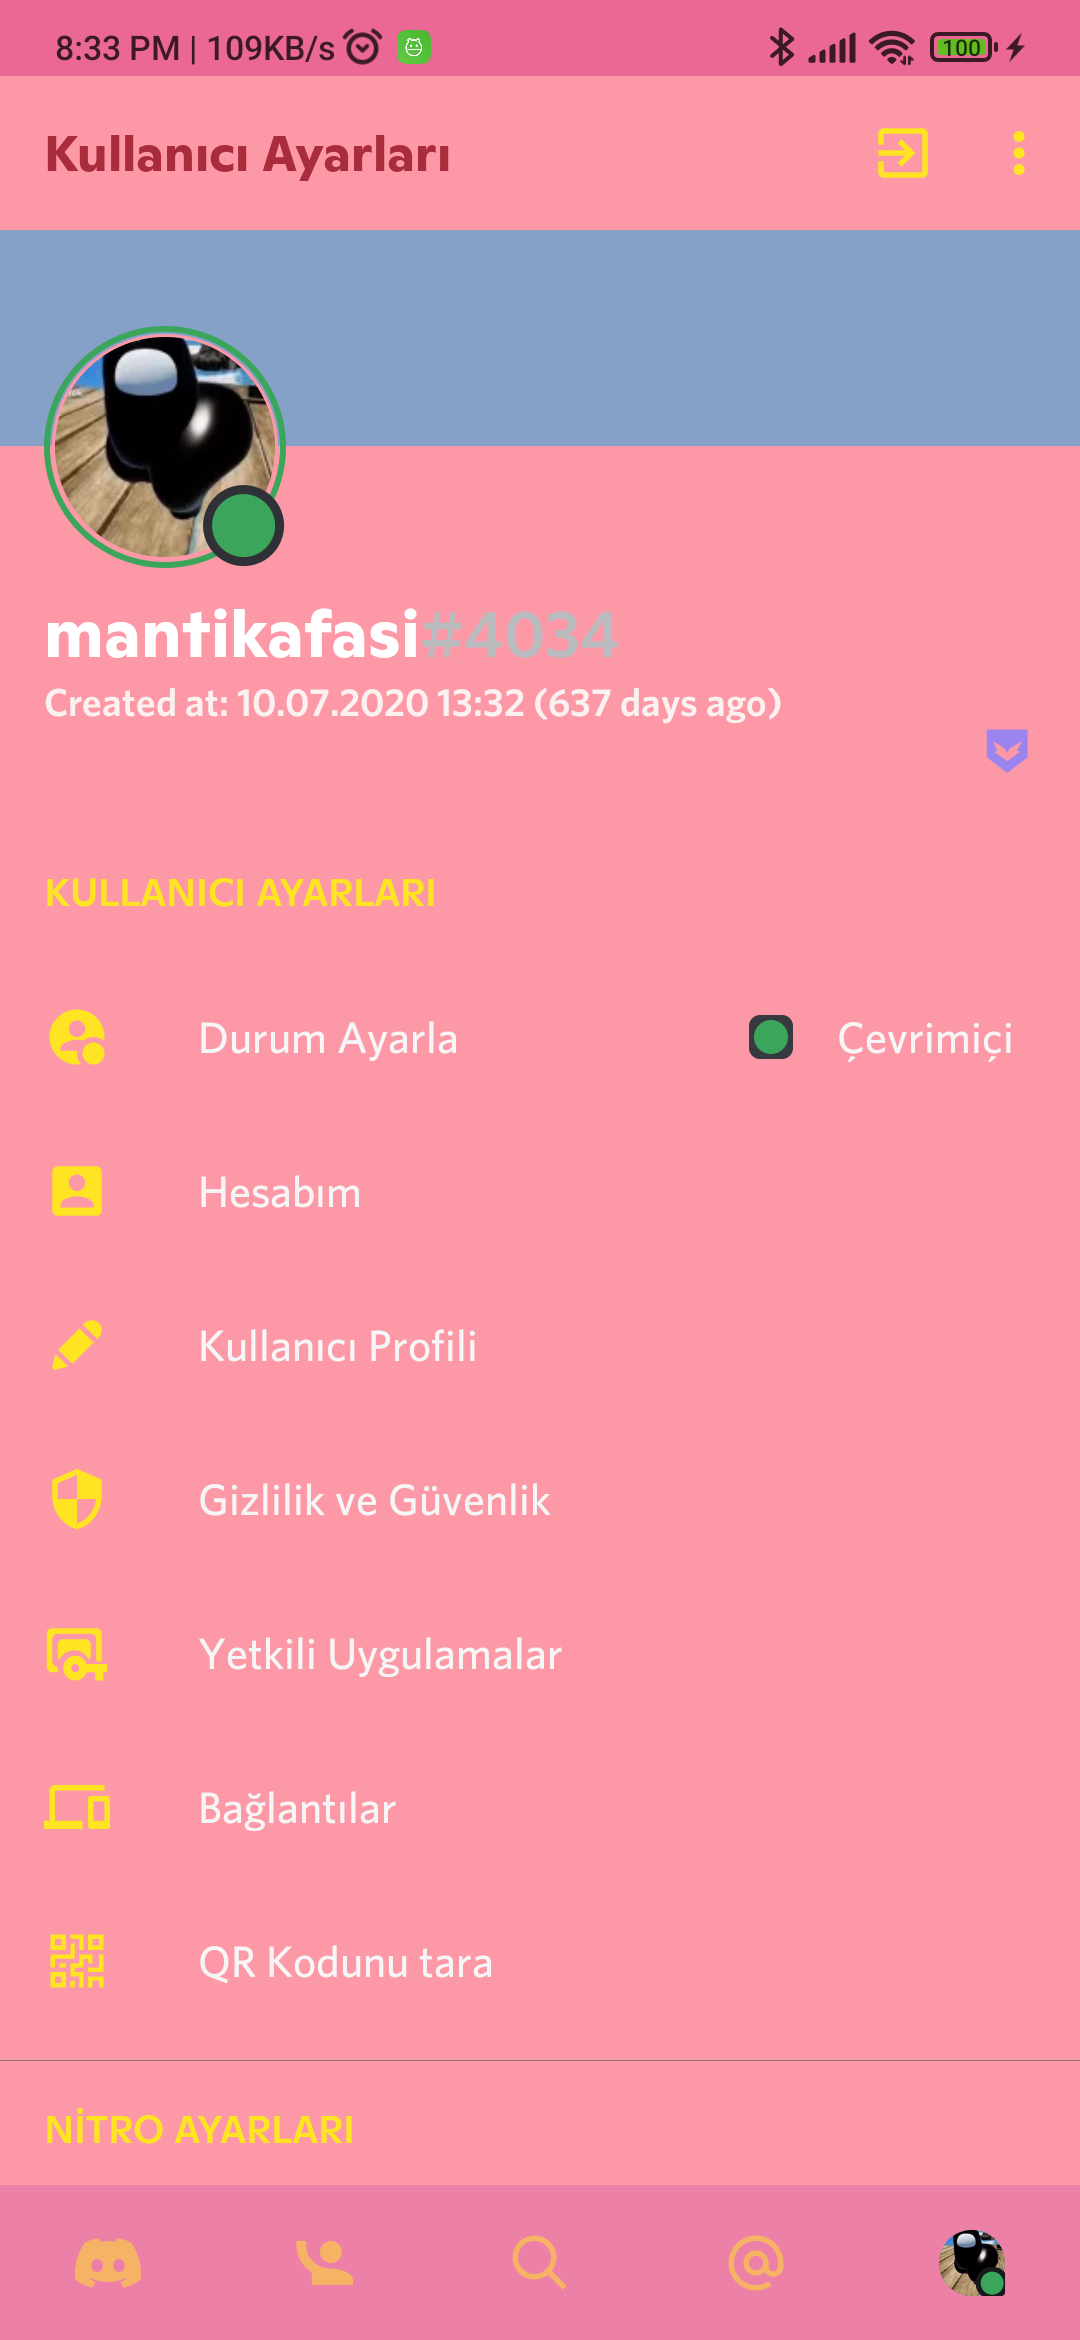 8:33 PM | 109KB/s
100
Kullanıcı Ayarları
mantikafasi#4034
Created at: 10.07.2020 13:32 (637 days ago)
KULLANICI AYARLARI
Durum Ayarla
Çevrimiçi
Hesabım
Kullanıcı Profili
Gizlilik ve Güvenlik
Yetkili Uygulamalar
Bağlantılar
QR Kodunu tara
NİTRO AYARLARI